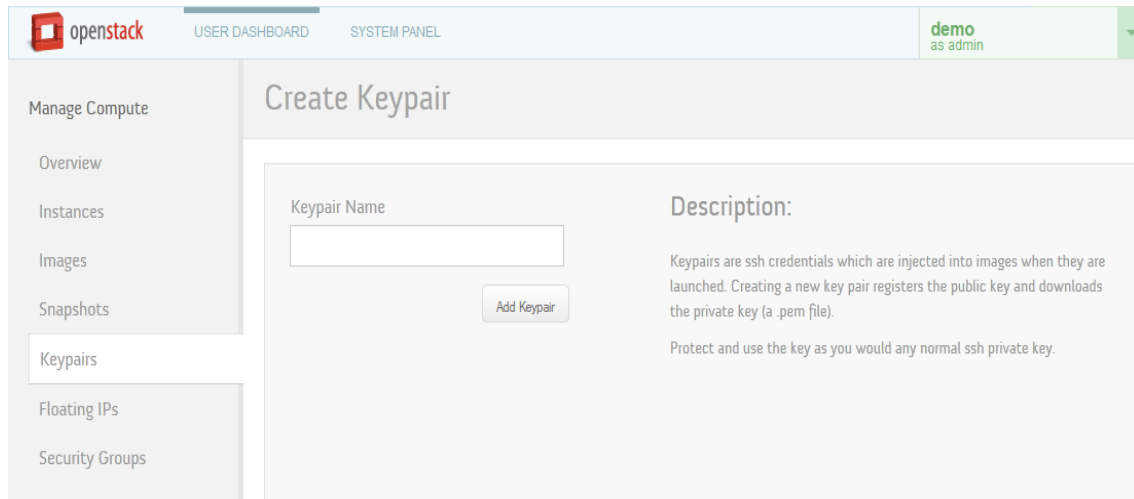 openstack USER DASHBOARD SYSTEM PANEL demo
as admin
Manage Compute
Overview
Instances
Images
Snapshots
Keypairs
Floating IPs
Security Groups
Create Keypair
Keypair Name
Add Keypair
Description:
Keypairs are ssh credentials which are injected into images when they are
launched. Creating a new key pair registers the public key and downloads
the private key (a .pem file).
Protect and use the key as you would any normal ssh private key.